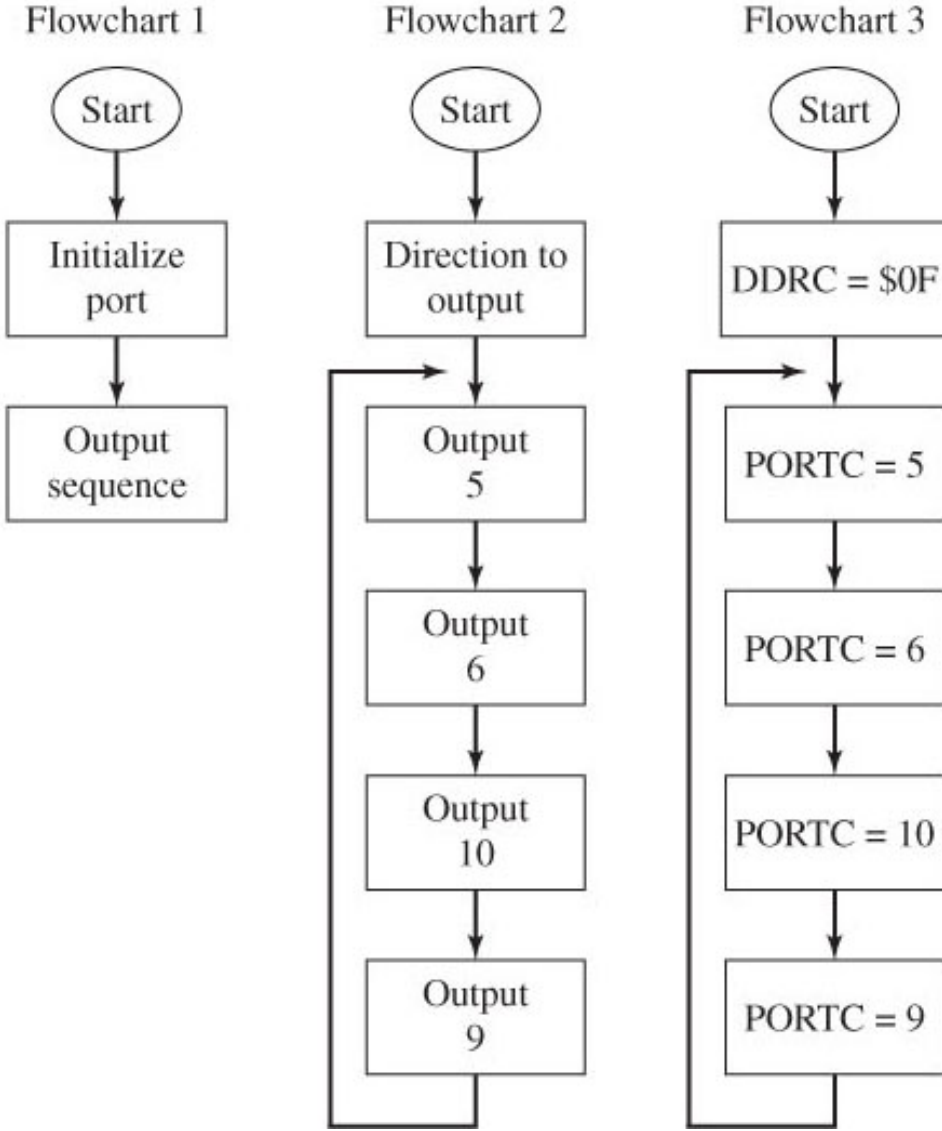 Flowchart 1
Start
Initialize
port
Output
sequence
Flowchart 2
Start
Direction to
output
Output
5
Output
6
Output
10
Output
9
Flowchart 3
Start
DDRC = $0F
PORTC = 5
PORTC = 6
PORTC = 10
PORTC = 9